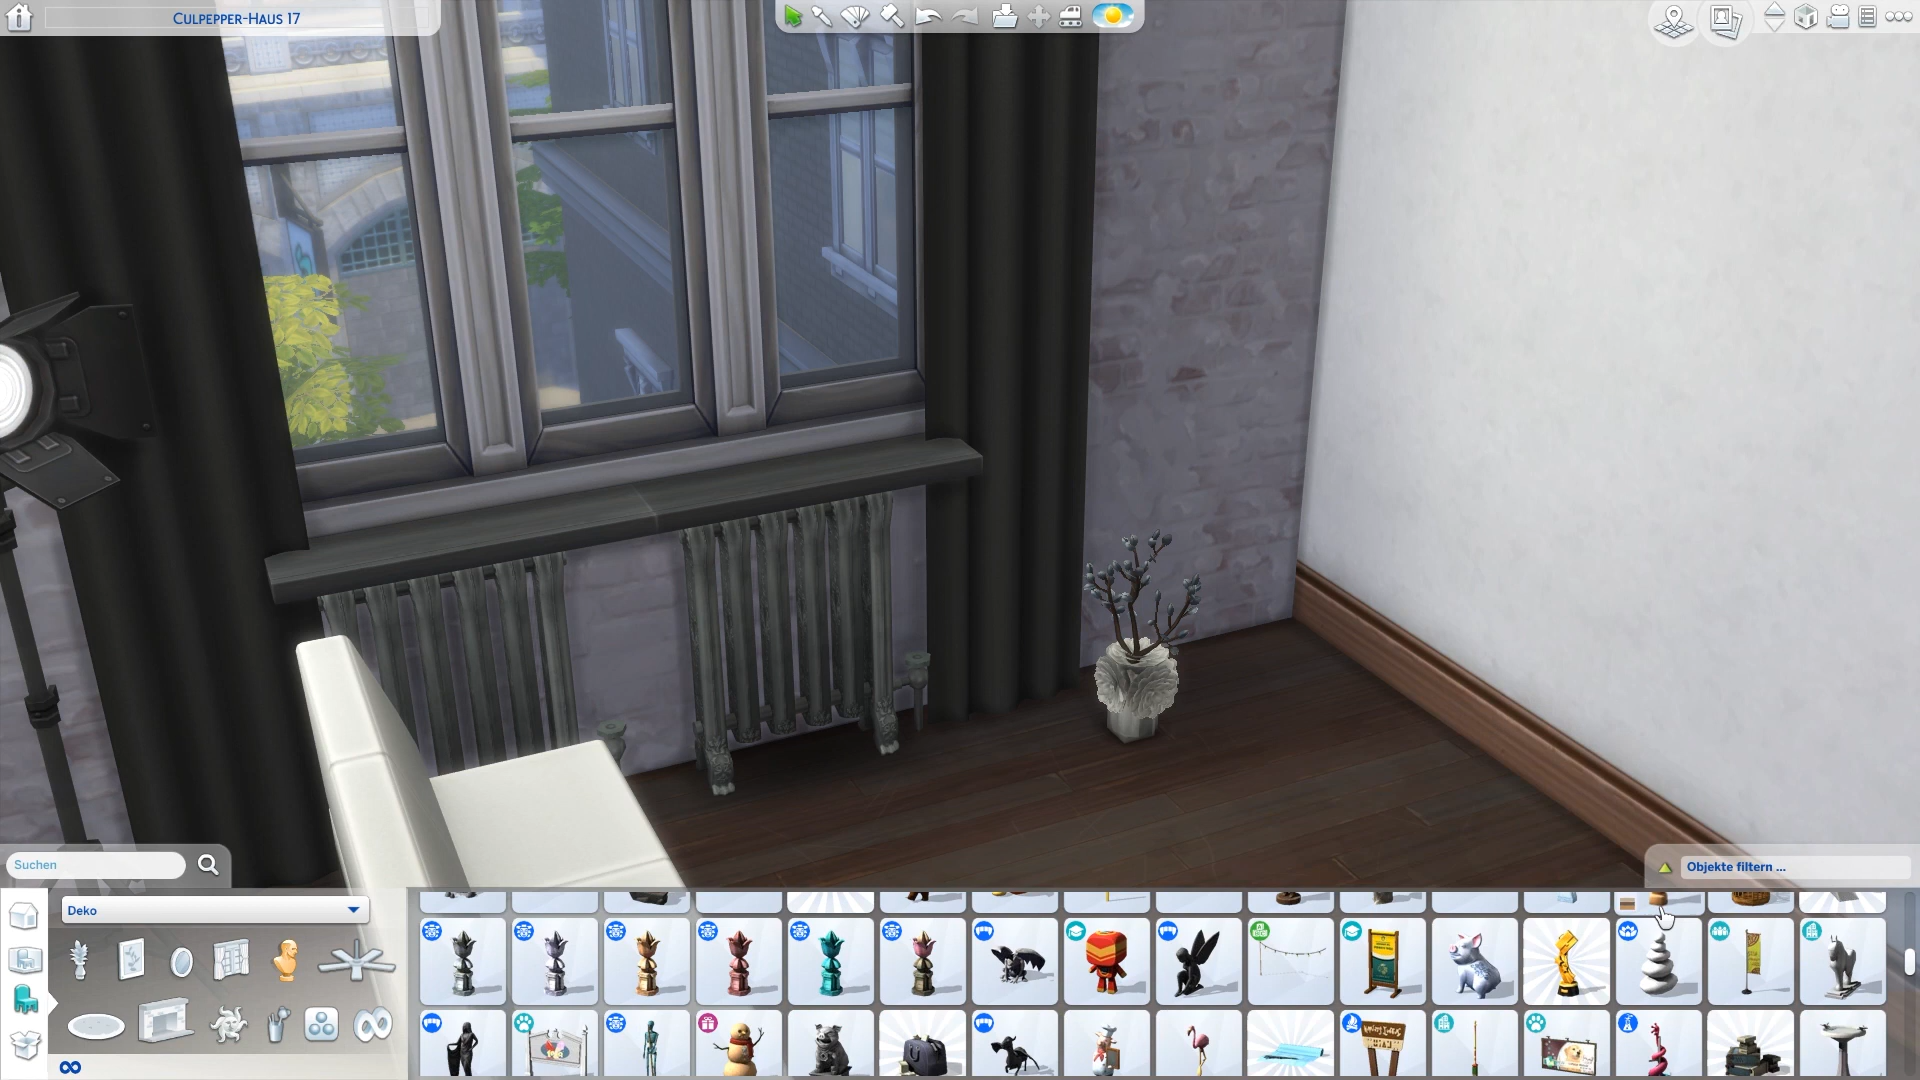 Culpepper-Haus 17
Suchen
Objekte filtern ...
Deko